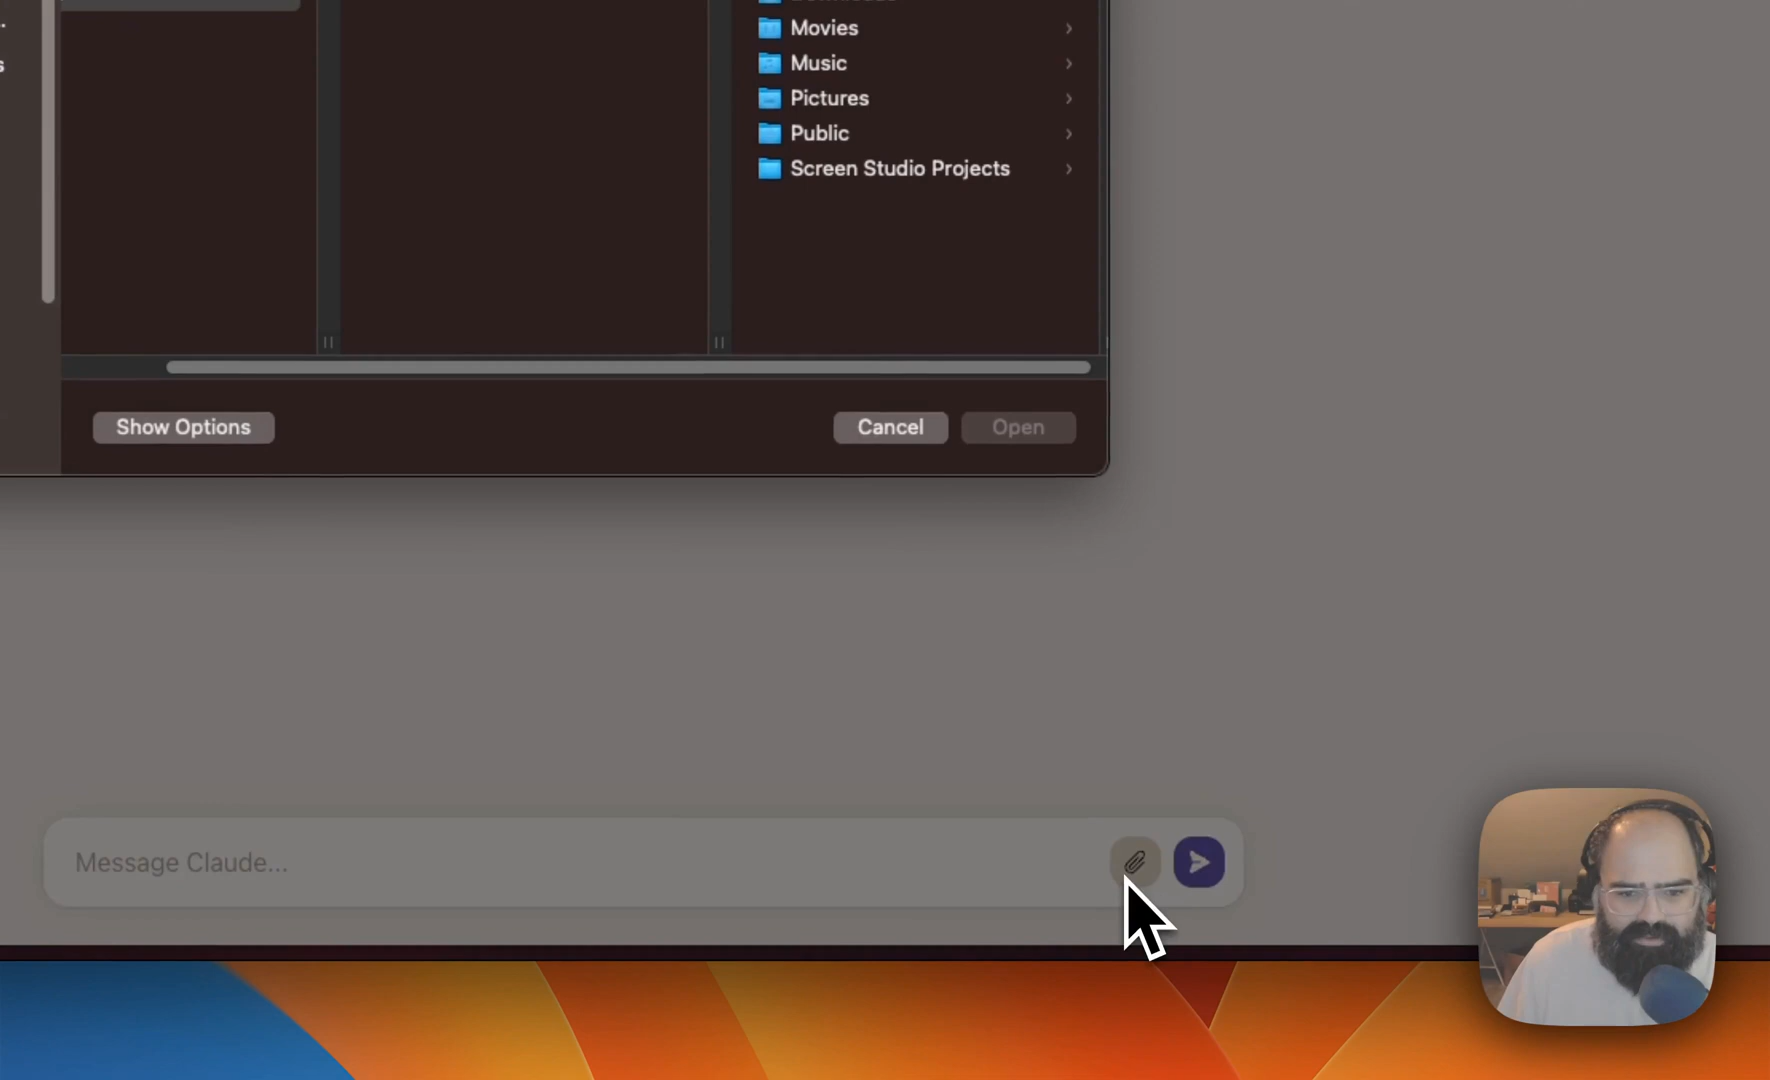 Movies
Music
Pictures
Public
Screen Studio Projects
Show Options
Cancel
Open
Message Claude...